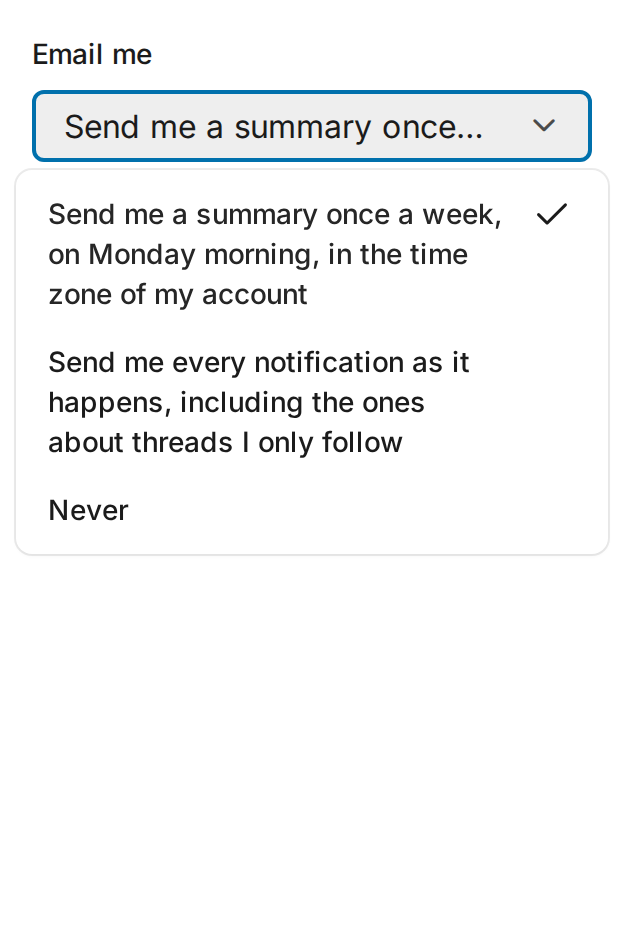 Email me
Send me a summary once...
Send me a summary once a week,
on Monday morning, in the time
zone of my account
Send me every notification as it
happens, including the ones
about threads I only follow
Never